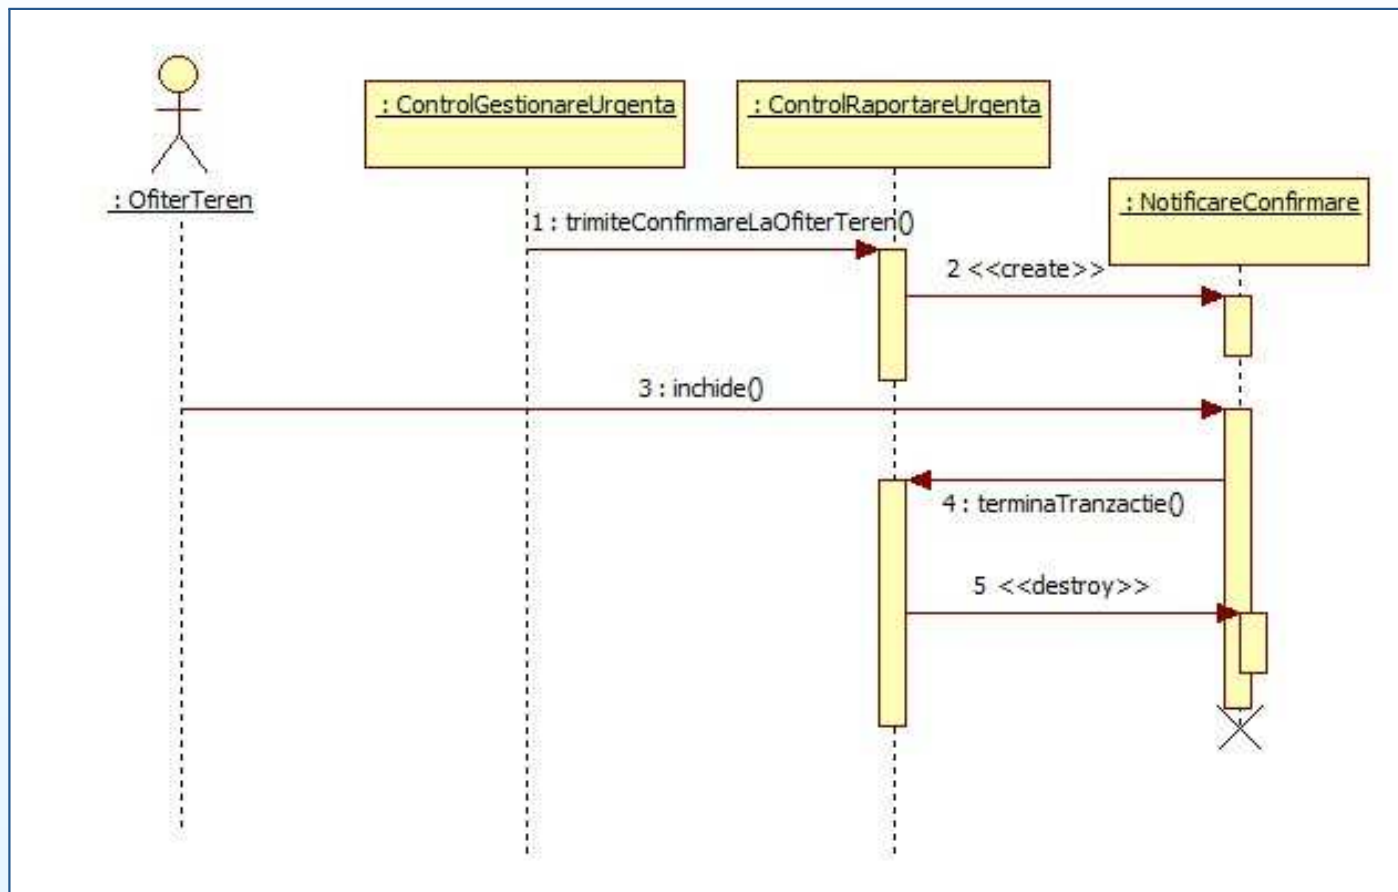 : ControlGestionareUrgenta
: ControlRaportareUrgenta
: OfiterTeren
: NotificareConfirmare
1 : trimiteConfirmareLaOfiterTeren()
2 <<create>>
3 : inchide()
4 : terminaTranzactie()
5 <<destroy>>